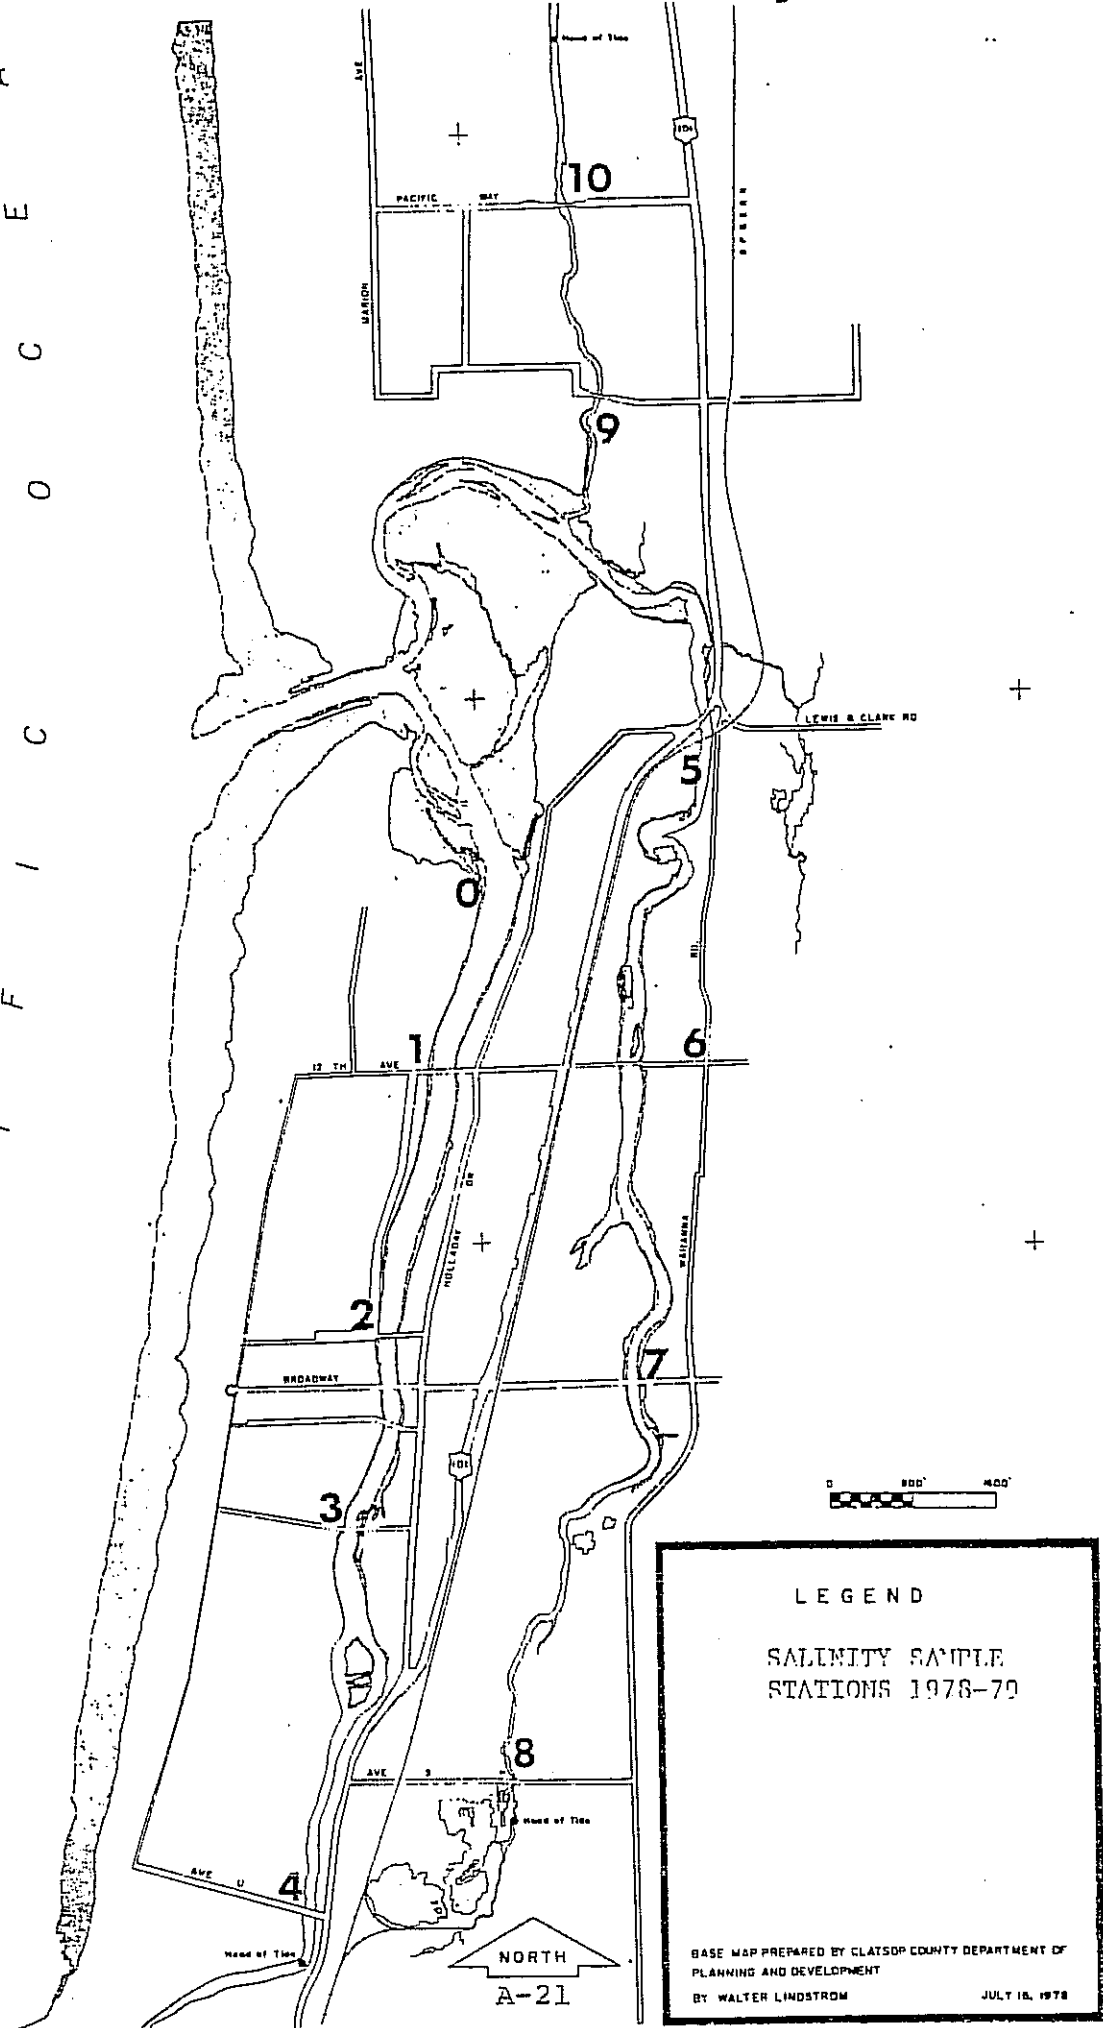 Head of Tide
101
10
PACIFIC WAY
AVE
MARION
SPBERR
9
O C E
P A C I F I C
LEWIS & CLARK RD
5
0
RD
1
6
12 TH AVE
HOLLADAY DR
WAHANNA
2
7
BROADWAY
101
0 800' 1600'
3
LEGEND
SALINITY SAMPLE
STATIONS 1978-79
8
AVE S
Head of Tide
AVE U
4
Head of Tide
NORTH
A-21
BASE MAP PREPARED BY CLATSOP COUNTY DEPARTMENT OF
PLANNING AND DEVELOPMENT
BY WALTER LINDSTROM JULY 15, 1978